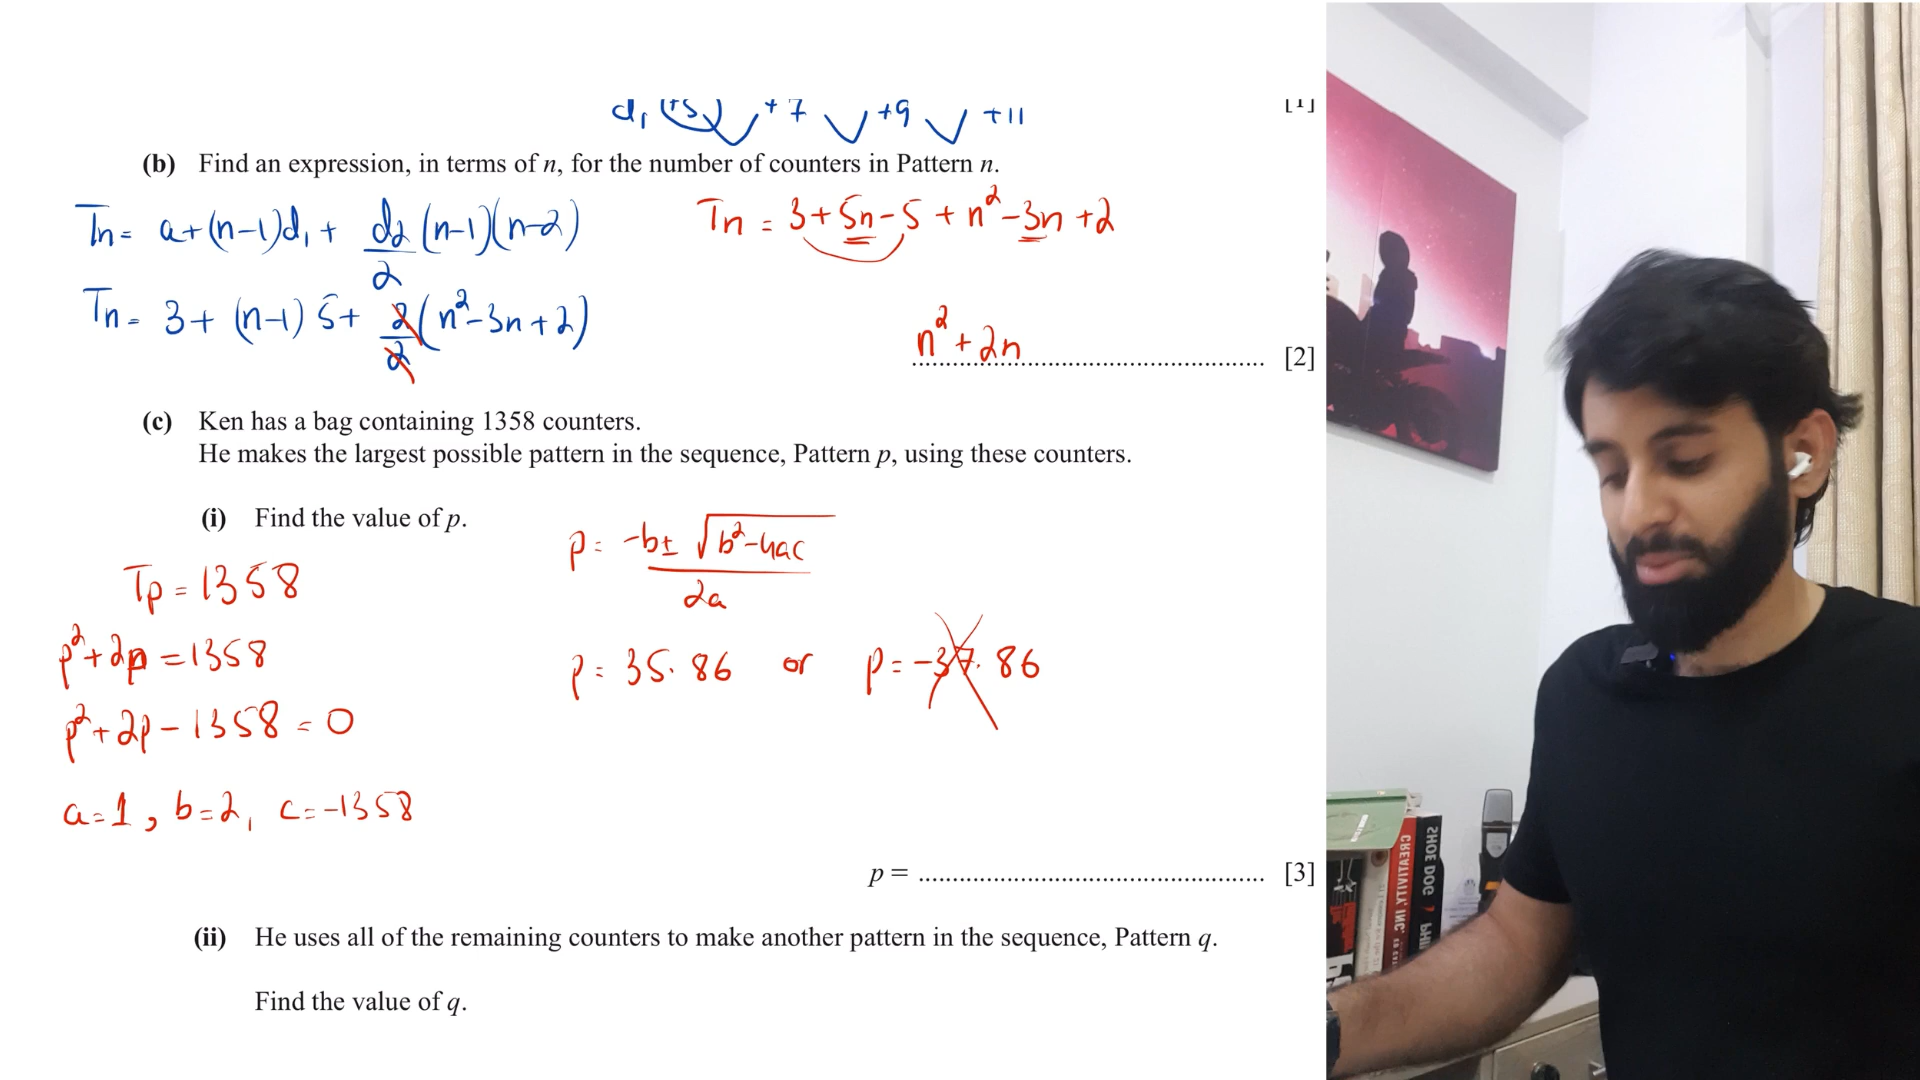 d₁ (+5) +7 +9 +11 [1]
(b) Find an expression, in terms of n, for the number of counters in Pattern n.
Tn = a+(n-1)d₁ + d2/2 (n-1)(n-2)
Tn = 3+5n-5+n²-3n+2
Tn = 3+(n-1)5+ 2/2 (n²-3n+2)
n²+2n ........ [2]
(c) Ken has a bag containing 1358 counters.
He makes the largest possible pattern in the sequence, Pattern p, using these counters.
(i) Find the value of p.
p = -b± √b²-4ac / 2a
Tp = 1358
p²+2p = 1358
p = 35.86 or p = -37.86
p²+2p-1358 = 0
a=1, b=2, c=-1358
p = ........ [3]
(ii) He uses all of the remaining counters to make another pattern in the sequence, Pattern q.
Find the value of q.
SHOE DOG
CREATIVITY, INC.